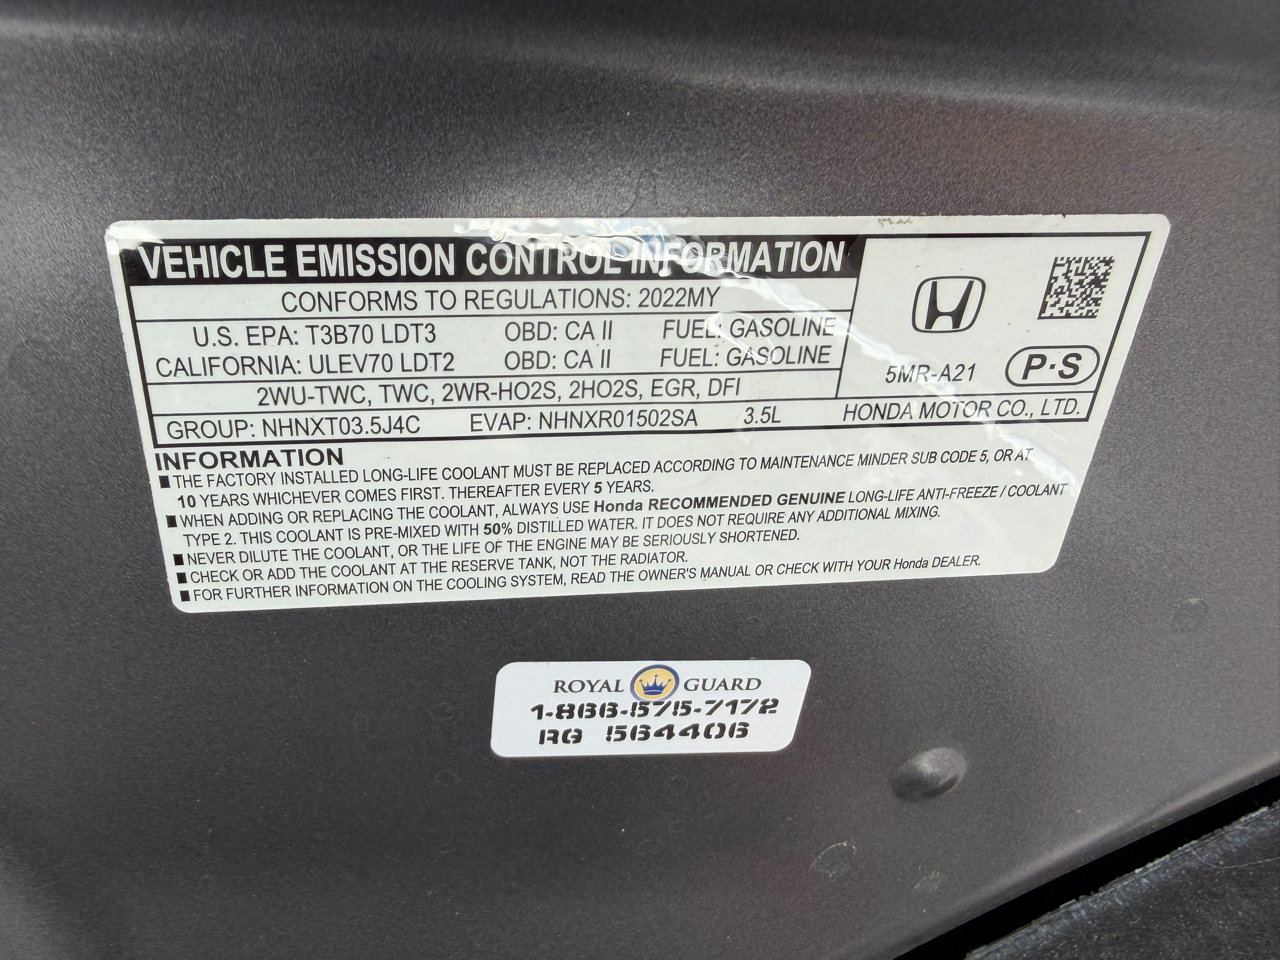 VEHICLE EMISSION CONTROL INFORMATION
CONFORMS TO REGULATIONS: 2022MY
U.S. EPA: T3B70 LDT3 OBD: CA II FUEL: GASOLINE
CALIFORNIA: ULEV70 LDT2 OBD: CA II FUEL: GASOLINE
2WU-TWC, TWC, 2WR-HO2S, 2HO2S, EGR, DFI
5MR-A21 P·S
GROUP: NHNXT03.5J4C EVAP: NHNXR01502SA 3.5L HONDA MOTOR CO., LTD.
INFORMATION
■ THE FACTORY INSTALLED LONG-LIFE COOLANT MUST BE REPLACED ACCORDING TO MAINTENANCE MINDER SUB CODE 5, OR AT
10 YEARS WHICHEVER COMES FIRST. THEREAFTER EVERY 5 YEARS.
■ WHEN ADDING OR REPLACING THE COOLANT, ALWAYS USE Honda RECOMMENDED GENUINE LONG-LIFE ANTI-FREEZE / COOLANT
TYPE 2. THIS COOLANT IS PRE-MIXED WITH 50% DISTILLED WATER. IT DOES NOT REQUIRE ANY ADDITIONAL MIXING.
■ NEVER DILUTE THE COOLANT, OR THE LIFE OF THE ENGINE MAY BE SERIOUSLY SHORTENED.
■ CHECK OR ADD THE COOLANT AT THE RESERVE TANK, NOT THE RADIATOR.
■ FOR FURTHER INFORMATION ON THE COOLING SYSTEM, READ THE OWNER'S MANUAL OR CHECK WITH YOUR Honda DEALER.
ROYAL GUARD
1-866-575-7172
RG 564406